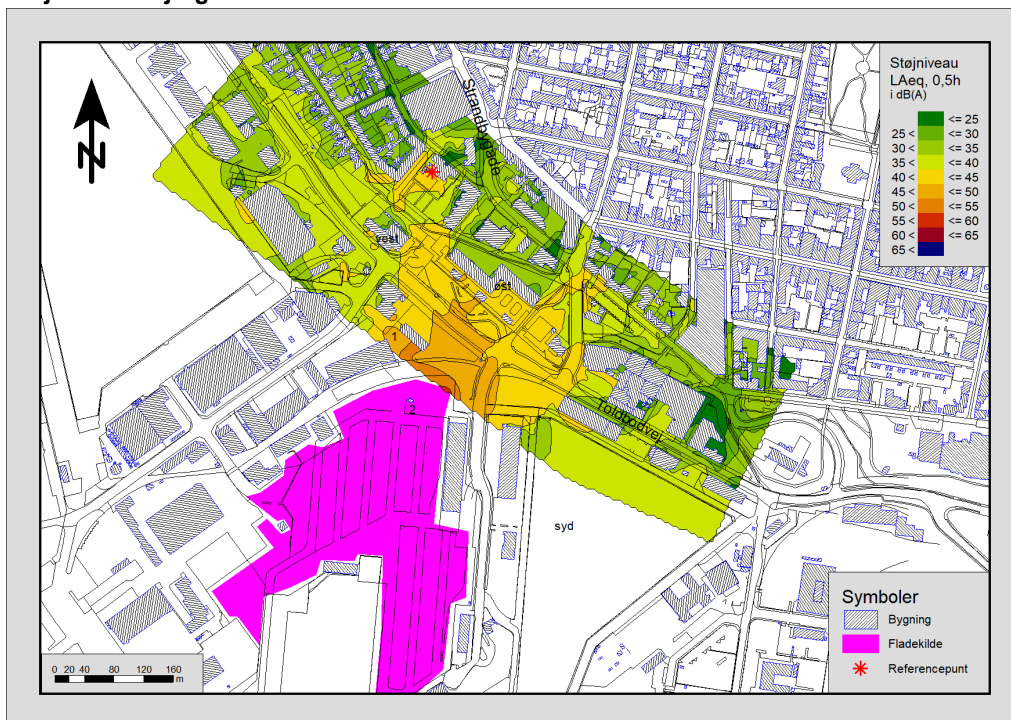 N
Strandbygade
vest
øst
1
2
Toldbodvej
syd
Støjniveau
LAeq, 0,5h
i dB(A)
<= 25
25 < <= 30
30 < <= 35
35 < <= 40
40 < <= 45
45 < <= 50
50 < <= 55
55 < <= 60
60 < <= 65
65 <
Symboler
Bygning
Fladekilde
Referencepunt
0 20 40 80 120 160
m